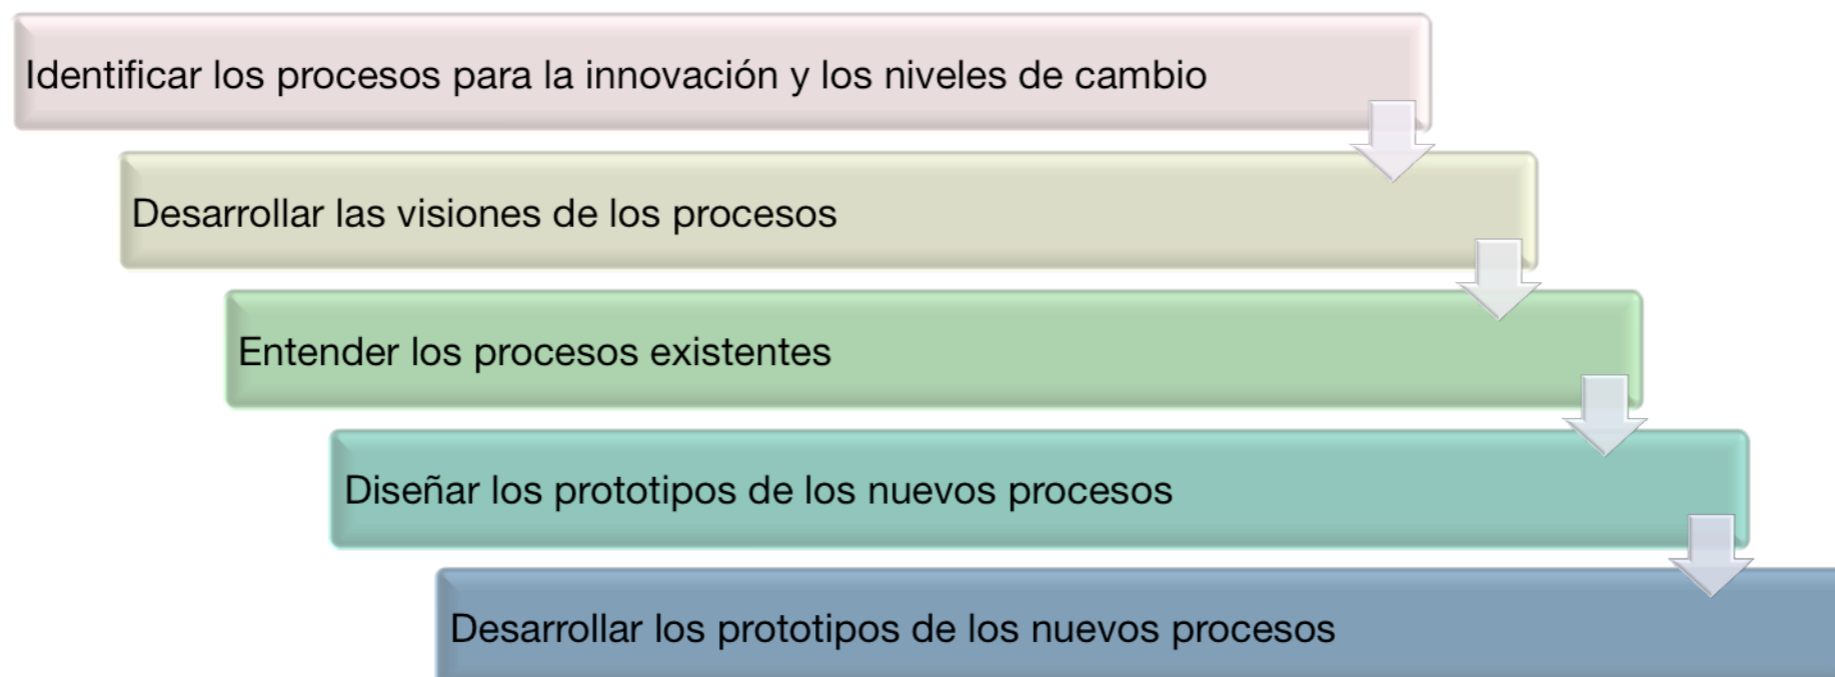 Identificar los procesos para la innovación y los niveles de cambio
Desarrollar las visiones de los procesos
Entender los procesos existentes
Diseñar los prototipos de los nuevos procesos
Desarrollar los prototipos de los nuevos procesos